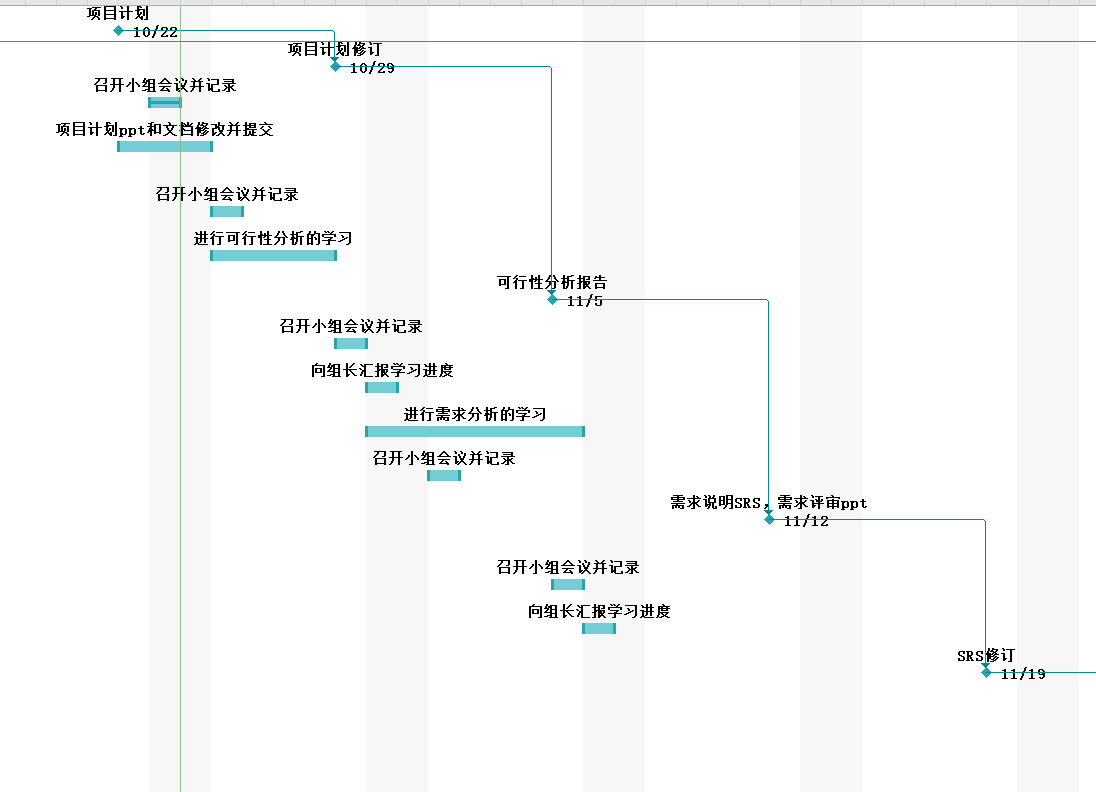 项目计划
10/22
项目计划修订
10/29
召开小组会议并记录
项目计划ppt和文档修改并提交
召开小组会议并记录
进行可行性分析的学习
可行性分析报告
11/5
召开小组会议并记录
向组长汇报学习进度
进行需求分析的学习
召开小组会议并记录
需求说明SRS，需求评审ppt
11/12
召开小组会议并记录
向组长汇报学习进度
SRS修订
11/19